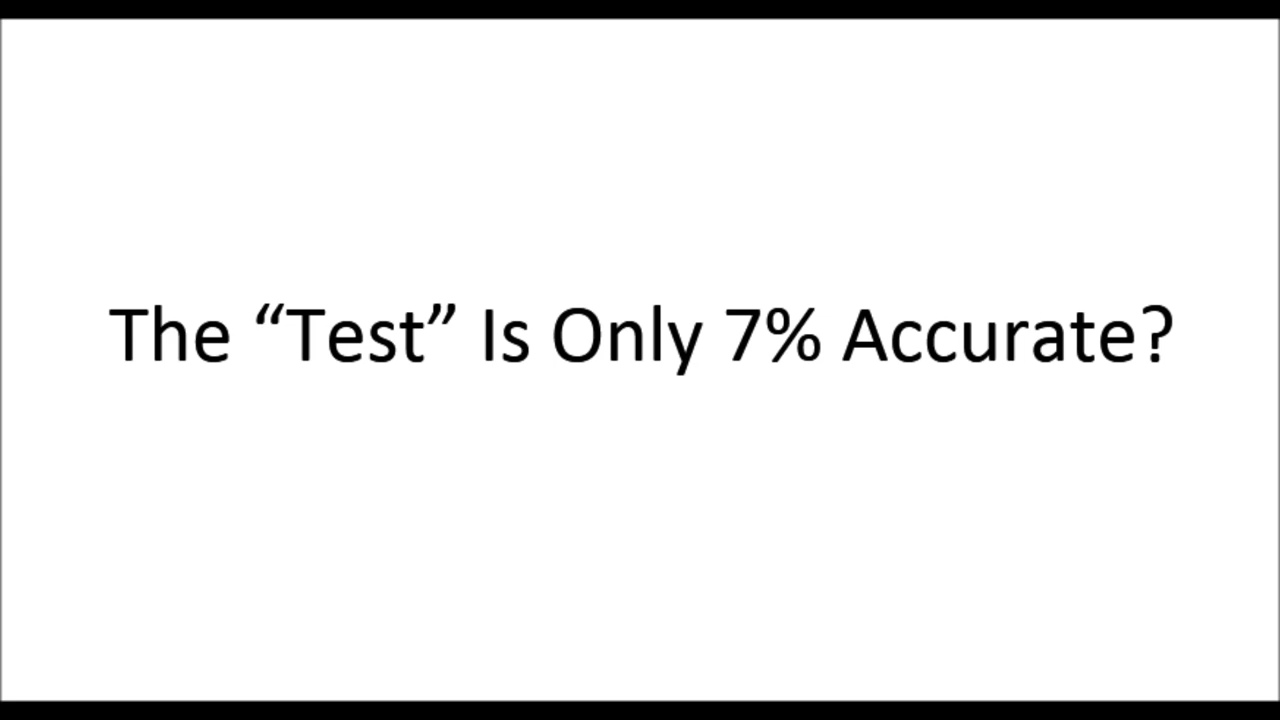 The “Test” Is Only 7% Accurate?